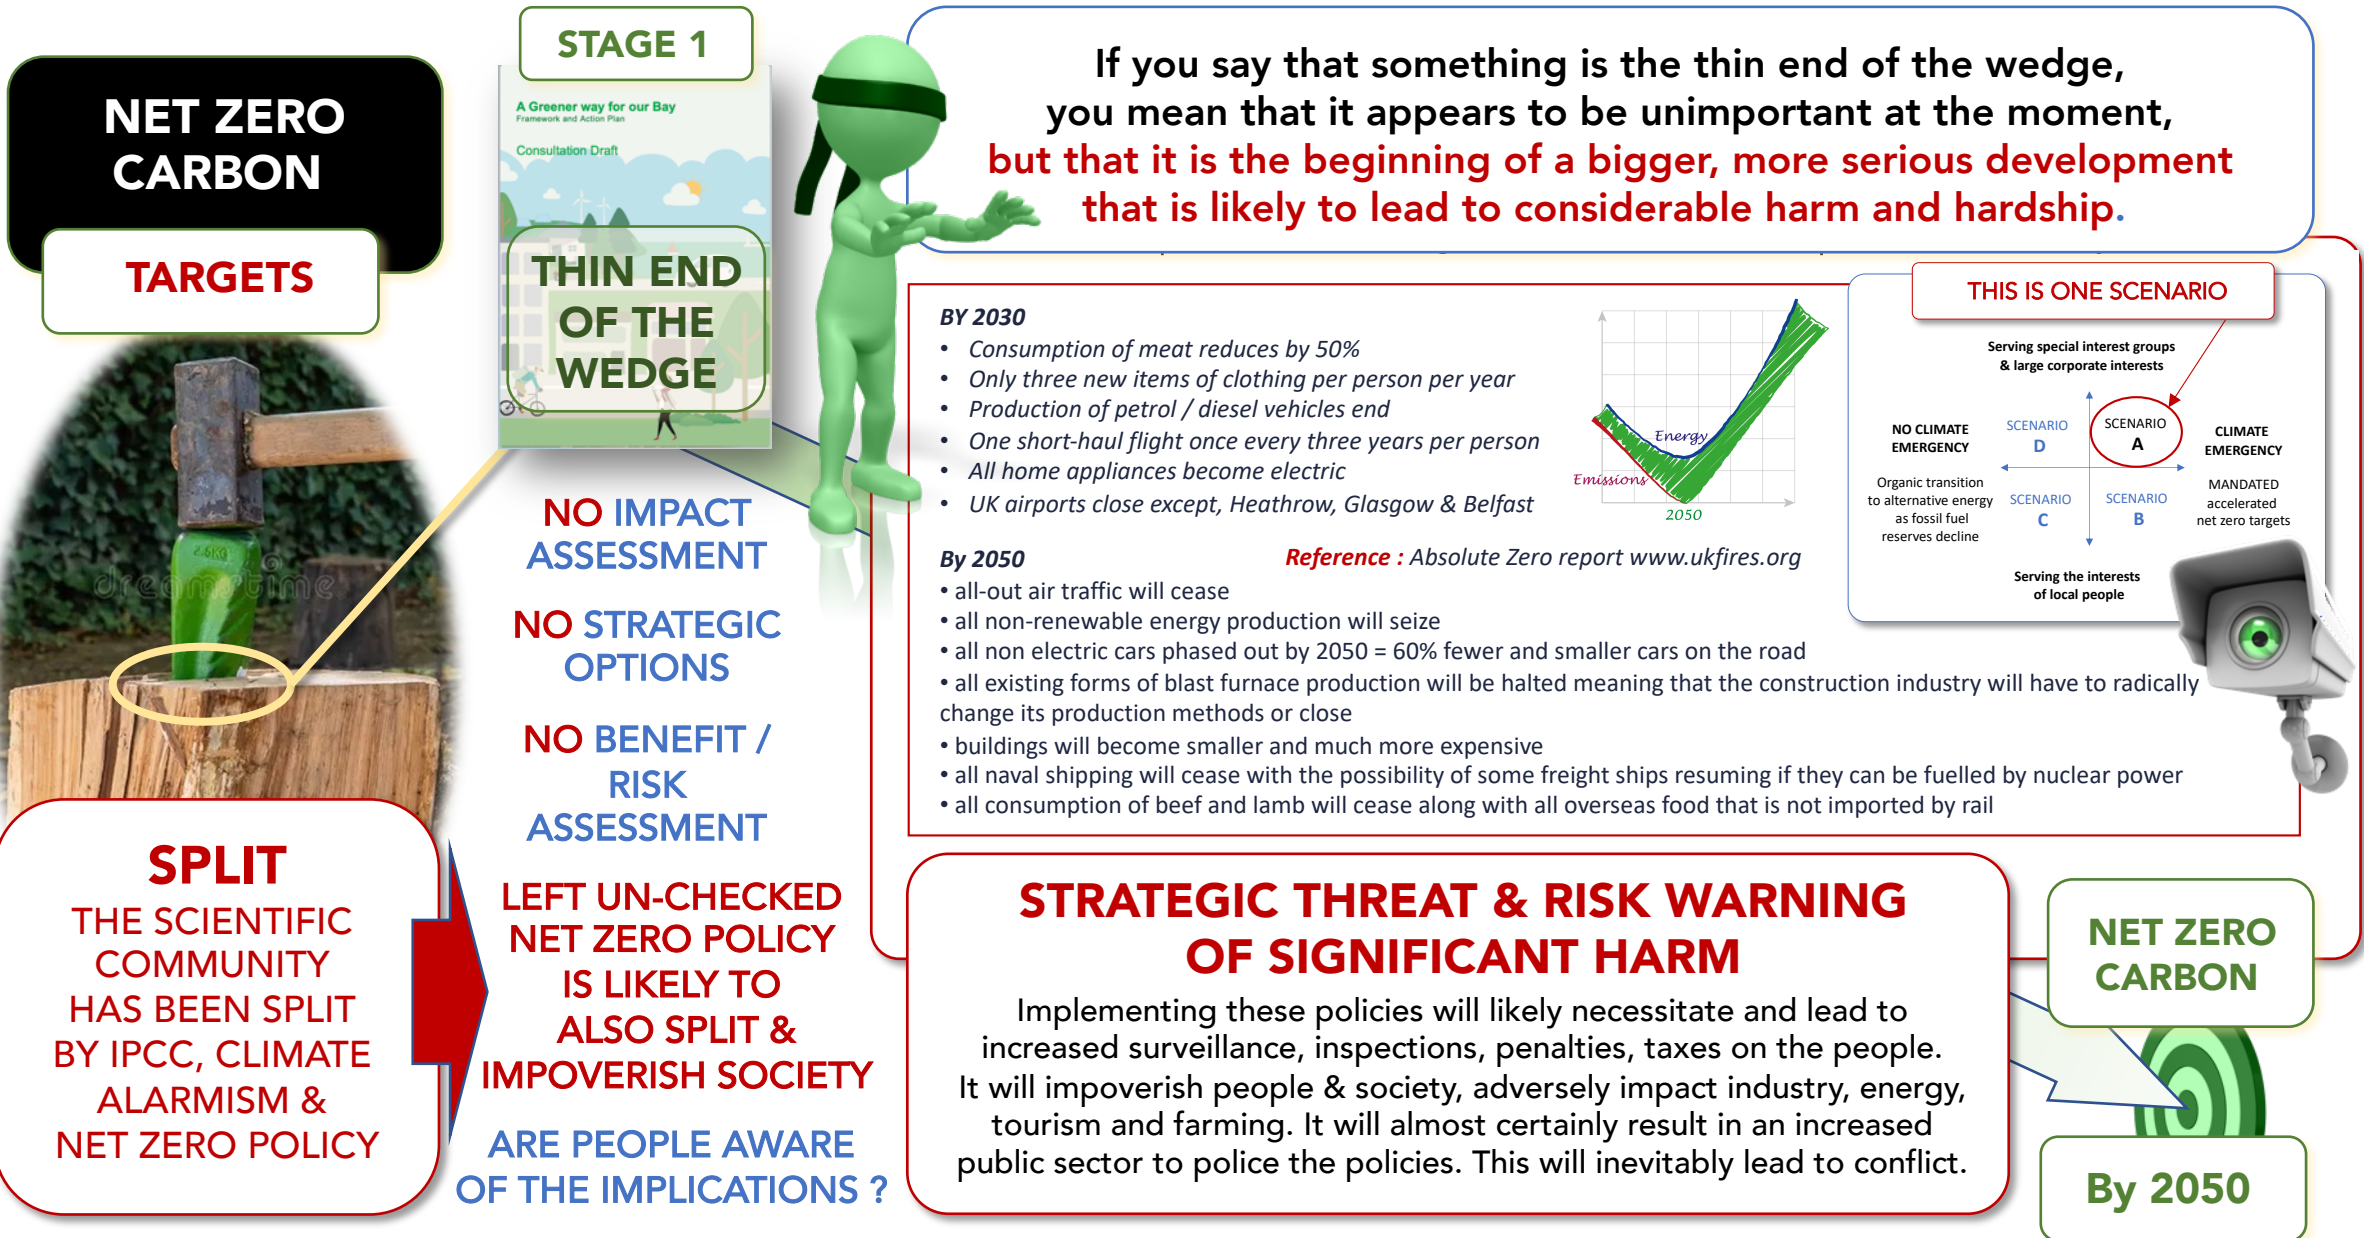 NET ZERO
CARBON
TARGETS
STAGE 1
A Greener way for our Bay
Framework and Action Plan
Consultation Draft
THIN END
OF THE
WEDGE
If you say that something is the thin end of the wedge,
you mean that it appears to be unimportant at the moment,
but that it is the beginning of a bigger, more serious development
that is likely to lead to considerable harm and hardship.
BY 2030
• Consumption of meat reduces by 50%
• Only three new items of clothing per person per year
• Production of petrol / diesel vehicles end
• One short-haul flight once every three years per person
• All home appliances become electric
• UK airports close except, Heathrow, Glasgow & Belfast
Energy
Emissions
2050
By 2050
Reference : Absolute Zero report www.ukfires.org
• all-out air traffic will cease
• all non-renewable energy production will seize
• all non electric cars phased out by 2050 = 60% fewer and smaller cars on the road
• all existing forms of blast furnace production will be halted meaning that the construction industry will have to radically
change its production methods or close
• buildings will become smaller and much more expensive
• all naval shipping will cease with the possibility of some freight ships resuming if they can be fuelled by nuclear power
• all consumption of beef and lamb will cease along with all overseas food that is not imported by rail
THIS IS ONE SCENARIO
Serving special interest groups
& large corporate interests
NO CLIMATE
EMERGENCY
Organic transition
to alternative energy
as fossil fuel
reserves decline
SCENARIO
D
SCENARIO
A
SCENARIO
C
SCENARIO
B
CLIMATE
EMERGENCY
MANDATED
accelerated
net zero targets
Serving the interests
of local people
2.5KG
dreamstime
NO IMPACT
ASSESSMENT
NO STRATEGIC
OPTIONS
NO BENEFIT /
RISK
ASSESSMENT
SPLIT
THE SCIENTIFIC
COMMUNITY
HAS BEEN SPLIT
BY IPCC, CLIMATE
ALARMISM &
NET ZERO POLICY
LEFT UN-CHECKED
NET ZERO POLICY
IS LIKELY TO
ALSO SPLIT &
IMPOVERISH SOCIETY
ARE PEOPLE AWARE
OF THE IMPLICATIONS ?
STRATEGIC THREAT & RISK WARNING
OF SIGNIFICANT HARM
Implementing these policies will likely necessitate and lead to
increased surveillance, inspections, penalties, taxes on the people.
It will impoverish people & society, adversely impact industry, energy,
tourism and farming. It will almost certainly result in an increased
public sector to police the policies. This will inevitably lead to conflict.
NET ZERO
CARBON
By 2050